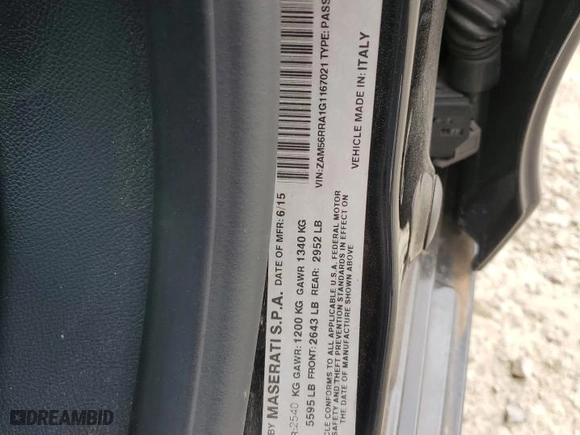 BY MASERATI S.P.A. DATE OF MFR: 6/15
:2540 KG GAWR:1200 KG GAWR 1340 KG
5595 LB FRONT:2643 LB REAR: 2952 LB
CONFORMS TO ALL APPLICABLE U.S.A. FEDERAL MOTOR
SAFETY AND THEFT PREVENTION STANDARDS IN EFFECT ON
DATE OF MANUFACTURE SHOWN ABOVE
VIN:ZAM56RRA1G1167021 TYPE: PASS
VEHICLE MADE IN: ITALY
DREAMBID